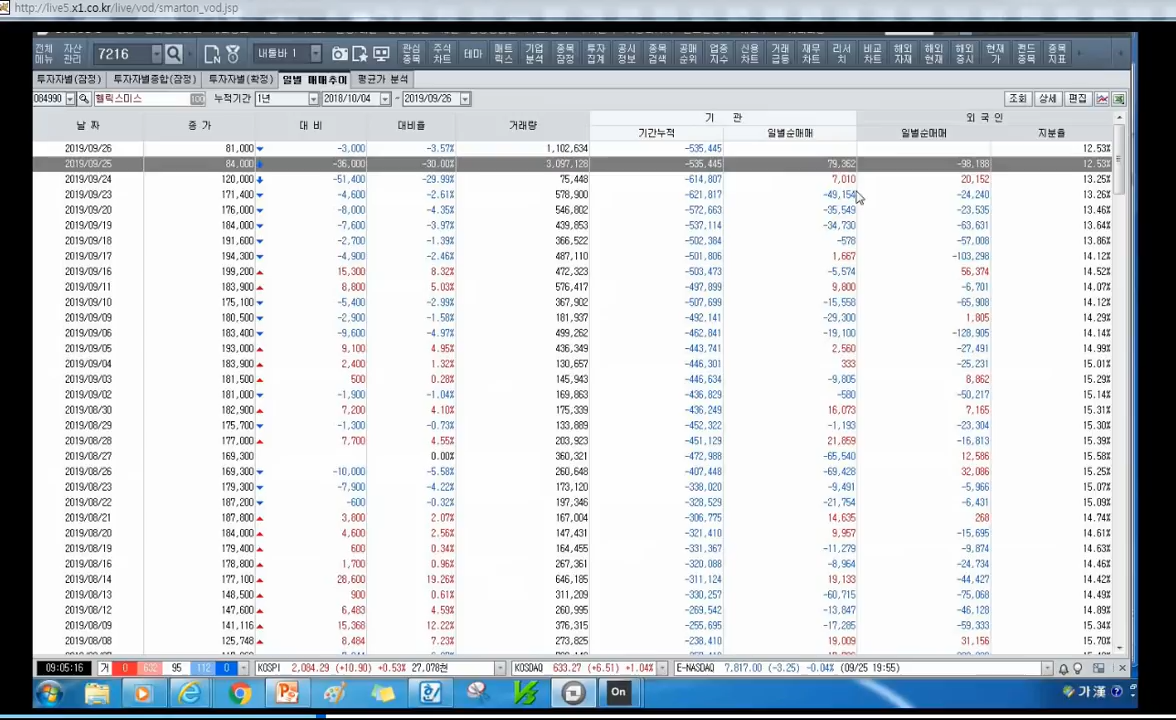 http://live5.x1.co.kr/live/vod/smarton_vod.jsp
전체메뉴 자산관리 7216 내툴바 1 관심종목 주식차트 테마 매트릭스 기업분석 종목잠정 투자집계 공시정보 종목검색 공매순위 업종지수 신용차트 거래급등 재무차트 리서치 비교차트 해외지재 해외현재 해외증시 현재가 펀드종목 종목지표
투자자별(잠정) 투자자별종합(잠정) 투자자별(확정) 일별 매매추이 평균가 분석
084990 헬릭스미스 100 누적기간 1년 2018/10/04 ~ 2019/09/26 조회 상세 편집
기 관 외 국 인
날 짜 종 가 대 비 대비율 거래량 기간누적 일별순매매 일별순매매 지분율
2019/09/26 81,000 -3,000 -3.57% 1,102,634 -535,445 12.53%
2019/09/25 84,000 -36,000 -30.00% 3,097,128 -535,445 79,362 -98,188 12.53%
2019/09/24 120,000 -51,400 -29.99% 75,448 -614,807 7,010 20,152 13.25%
2019/09/23 171,400 -4,600 -2.61% 578,900 -621,817 -49,154 -24,240 13.26%
2019/09/20 176,000 -8,000 -4.35% 546,802 -572,663 -35,549 -23,535 13.46%
2019/09/19 184,000 -7,600 -3.97% 439,853 -537,114 -34,730 -63,631 13.64%
2019/09/18 191,600 -2,700 -1.39% 366,522 -502,384 -578 -57,008 13.86%
2019/09/17 194,300 -4,900 -2.46% 487,110 -501,806 1,667 -103,298 14.12%
2019/09/16 199,200 15,300 8.32% 472,323 -503,473 -5,574 56,374 14.52%
2019/09/11 183,900 8,800 5.03% 576,417 -497,899 9,800 -6,701 14.07%
2019/09/10 175,100 -5,400 -2.99% 367,902 -507,699 -15,558 -65,908 14.12%
2019/09/09 180,500 -2,900 -1.58% 181,937 -492,141 -29,300 1,805 14.29%
2019/09/06 183,400 -9,600 -4.97% 499,262 -462,841 -19,100 -128,905 14.14%
2019/09/05 193,000 9,100 4.95% 436,349 -443,741 2,560 -27,491 14.99%
2019/09/04 183,900 2,400 1.32% 130,657 -446,301 333 -25,231 15.01%
2019/09/03 181,500 500 0.28% 145,943 -446,634 -9,805 8,862 15.29%
2019/09/02 181,000 -1,900 -1.04% 169,863 -436,829 -580 -50,217 15.14%
2019/08/30 182,900 7,200 4.10% 175,339 -436,249 16,073 7,165 15.31%
2019/08/29 175,700 -1,300 -0.73% 133,889 -452,322 -1,193 -23,304 15.39%
2019/08/28 177,000 7,700 4.55% 203,923 -451,129 21,859 -16,813 15.39%
2019/08/27 169,300 0.00% 360,321 -472,988 -65,540 12,586 15.58%
2019/08/26 169,300 -10,000 -5.58% 260,648 -407,448 -69,428 32,086 15.25%
2019/08/23 179,300 -7,900 -4.22% 173,120 -338,020 -9,491 -5,966 15.07%
2019/08/22 187,200 -600 -0.32% 197,346 -328,529 -21,754 -6,431 15.09%
2019/08/21 187,800 3,800 2.07% 167,004 -306,775 14,635 268 14.74%
2019/08/20 184,000 4,600 2.56% 147,431 -321,410 9,957 -15,695 14.61%
2019/08/19 179,400 600 0.34% 164,455 -331,367 -11,279 -9,874 14.63%
2019/08/16 178,800 1,700 0.96% 267,361 -320,088 -8,964 -24,734 14.46%
2019/08/14 177,100 28,600 19.26% 646,185 -311,124 19,133 -44,427 14.42%
2019/08/13 148,500 900 0.61% 311,209 -330,257 -60,715 -75,068 14.49%
2019/08/12 147,600 6,483 4.59% 260,995 -269,542 -13,847 -46,128 14.89%
2019/08/09 141,116 15,368 12.22% 376,315 -255,695 -17,285 -59,333 15.34%
2019/08/08 125,748 8,484 7.23% 273,825 -238,410 19,009 31,156 15.70%
09:05:16 거 0 632 95 112 0 KOSPI 2,084.29 (+10.90) +0.53% 27,078천 KOSDAQ 633.27 (+6.51) +1.04% E-NASDAQ 7,817.00 (-3.25) -0.04% (09/25 19:55)
On 가 漢